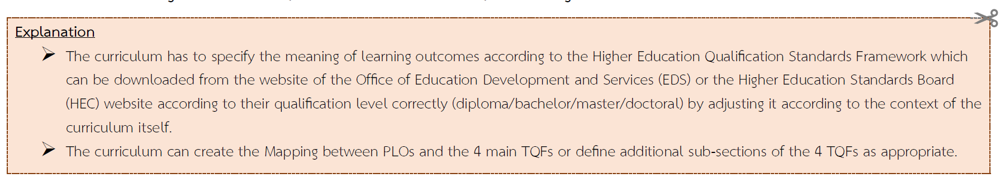 Explanation
➤ The curriculum has to specify the meaning of learning outcomes according to the Higher Education Qualification Standards Framework which
can be downloaded from the website of the Office of Education Development and Services (EDS) or the Higher Education Standards Board
(HEC) website according to their qualification level correctly (diploma/bachelor/master/doctoral) by adjusting it according to the context of the
curriculum itself.
➤ The curriculum can create the Mapping between PLOs and the 4 main TQFs or define additional sub-sections of the 4 TQFs as appropriate.